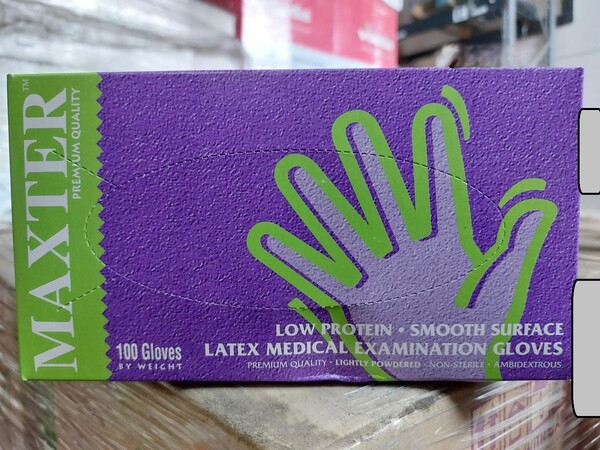 MAXTER™
PREMIUM QUALITY
100 Gloves
BY WEIGHT
LOW PROTEIN • SMOOTH SURFACE
LATEX MEDICAL EXAMINATION GLOVES
PREMIUM QUALITY • LIGHTLY POWDERED • NON-STERILE • AMBIDEXTROUS